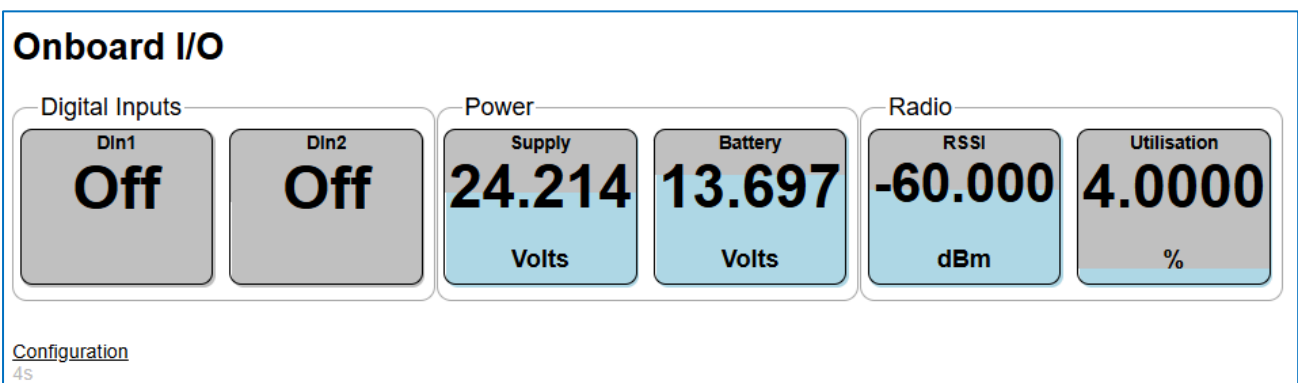 Onboard I/O
Digital Inputs
Power
Radio
DIn1
Off
DIn2
Off
Supply
24.214
Volts
Battery
13.697
Volts
RSSI
-60.000
dBm
Utilisation
4.0000
%
Configuration
4s